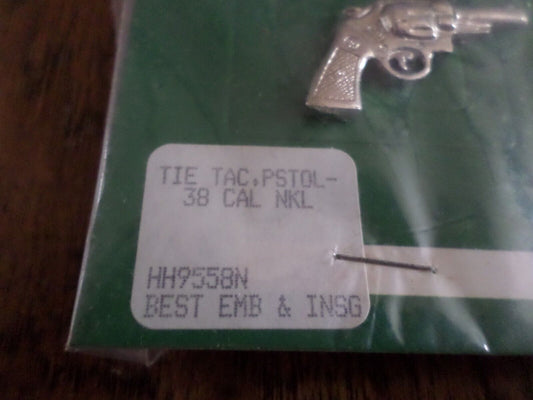 TIE TAC.PSTOL-
38 CAL NKL
HH9558N
BEST EMB & INSG